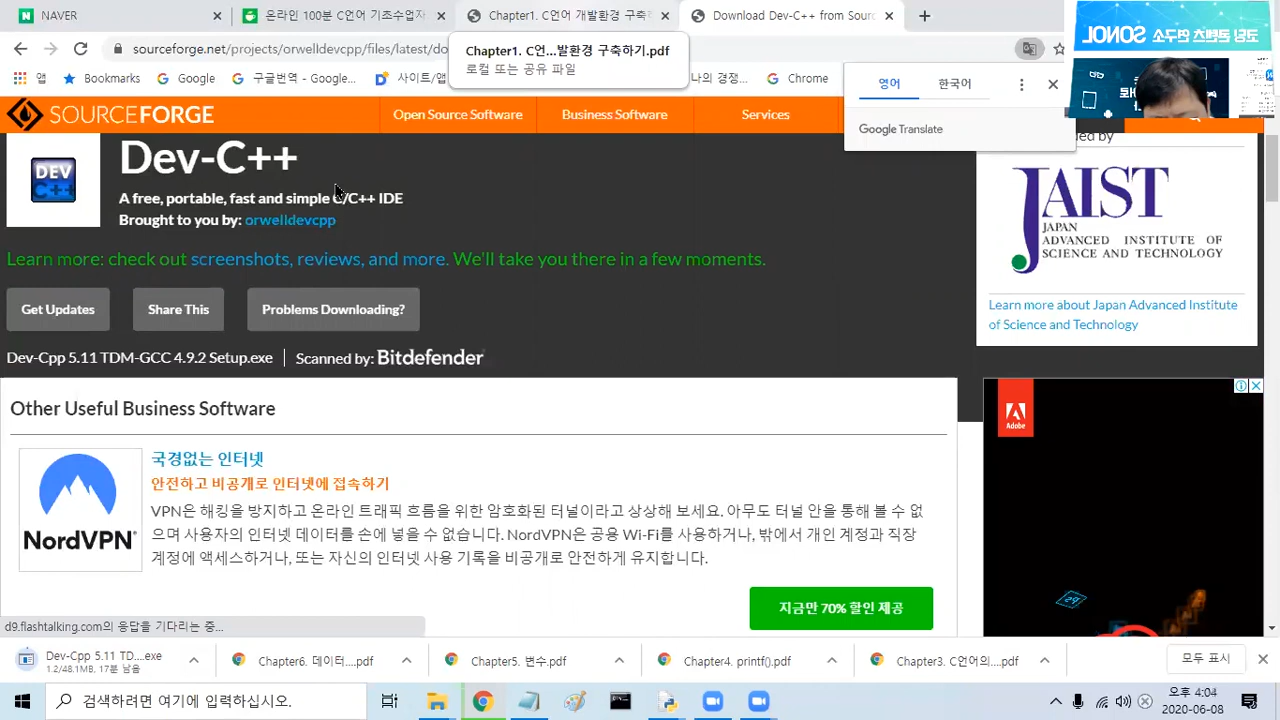 NAVER
온라인 100분 C언어 기초수업자
Chapter1. C언어 개발환경 구축
Download Dev-C++ from Sour
sourceforge.net/projects/orwelldevcpp/files/latest/do
Chapter1. C언...발환경 구축하기.pdf
로컬 또는 공유 파일
앱
Bookmarks
Google
구글번역 - Google...
사이트/앱
나의 경쟁...
Chrome
영어
한국어
Google Translate
코딩 콘텐츠 연구소 SONOL
SOURCEFORGE
Open Source Software
Business Software
Services
DEV
C++
Dev-C++
A free, portable, fast and simple C/C++ IDE
Brought to you by: orwelldevcpp
Learn more: check out screenshots, reviews, and more. We'll take you there in a few moments.
Get Updates
Share This
Problems Downloading?
Dev-Cpp 5.11 TDM-GCC 4.9.2 Setup.exe
Scanned by: Bitdefender
JAIST
JAPAN
ADVANCED INSTITUTE OF
SCIENCE AND TECHNOLOGY
Learn more about Japan Advanced Institute
of Science and Technology
Other Useful Business Software
NordVPN
국경없는 인터넷
안전하고 비공개로 인터넷에 접속하기
VPN은 해킹을 방지하고 온라인 트래픽 흐름을 위한 암호화된 터널이라고 상상해 보세요. 아무도 터널 안을 통해 볼 수 없
으며 사용자의 인터넷 데이터를 손에 넣을 수 없습니다. NordVPN은 공용 Wi-Fi를 사용하거나, 밖에서 개인 계정과 직장
계정에 액세스하거나, 또는 자신의 인터넷 사용 기록을 비공개로 안전하게 유지합니다.
지금만 70% 할인 제공
Adobe
d9.flashtalking.com의 응답을 기다리는 중...
Dev-Cpp 5.11 TD....exe
1.2/48.1MB, 17분 남음
Chapter6. 데이터....pdf
Chapter5. 변수.pdf
Chapter4. printf().pdf
Chapter3. C언어의....pdf
모두 표시
검색하려면 여기에 입력하십시오.
오후 4:04
2020-06-08